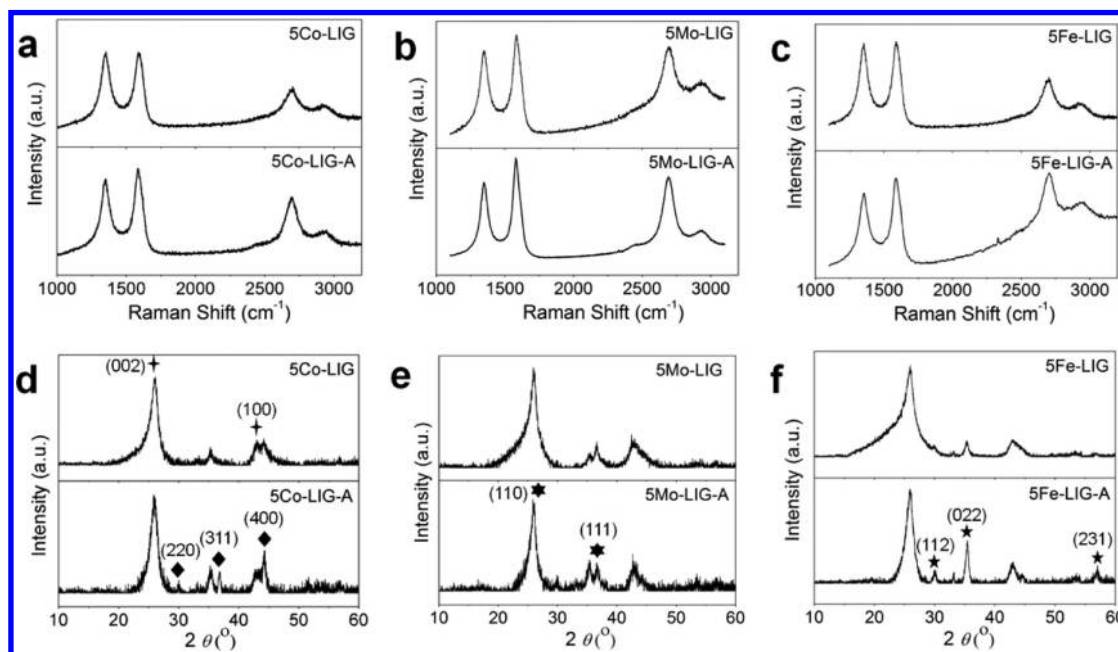 a
5Co-LIG
5Co-LIG-A
Intensity (a.u.)
1000 1500 2000 2500 3000
Raman Shift (cm⁻¹)
b
5Mo-LIG
5Mo-LIG-A
Intensity (a.u.)
1000 1500 2000 2500 3000
Raman Shift (cm⁻¹)
c
5Fe-LIG
5Fe-LIG-A
Intensity (a.u.)
1000 1500 2000 2500 3000
Raman Shift (cm⁻¹)
d
5Co-LIG
(002)
(100)
5Co-LIG-A
(220)
(311)
(400)
Intensity (a.u.)
10 20 30 40 50 60
2 θ(°)
e
5Mo-LIG
5Mo-LIG-A
(110)
(111)
Intensity (a.u.)
10 20 30 40 50 60
2 θ(°)
f
5Fe-LIG
5Fe-LIG-A
(112)
(022)
(231)
Intensity (a.u.)
10 20 30 40 50 60
2 θ(°)